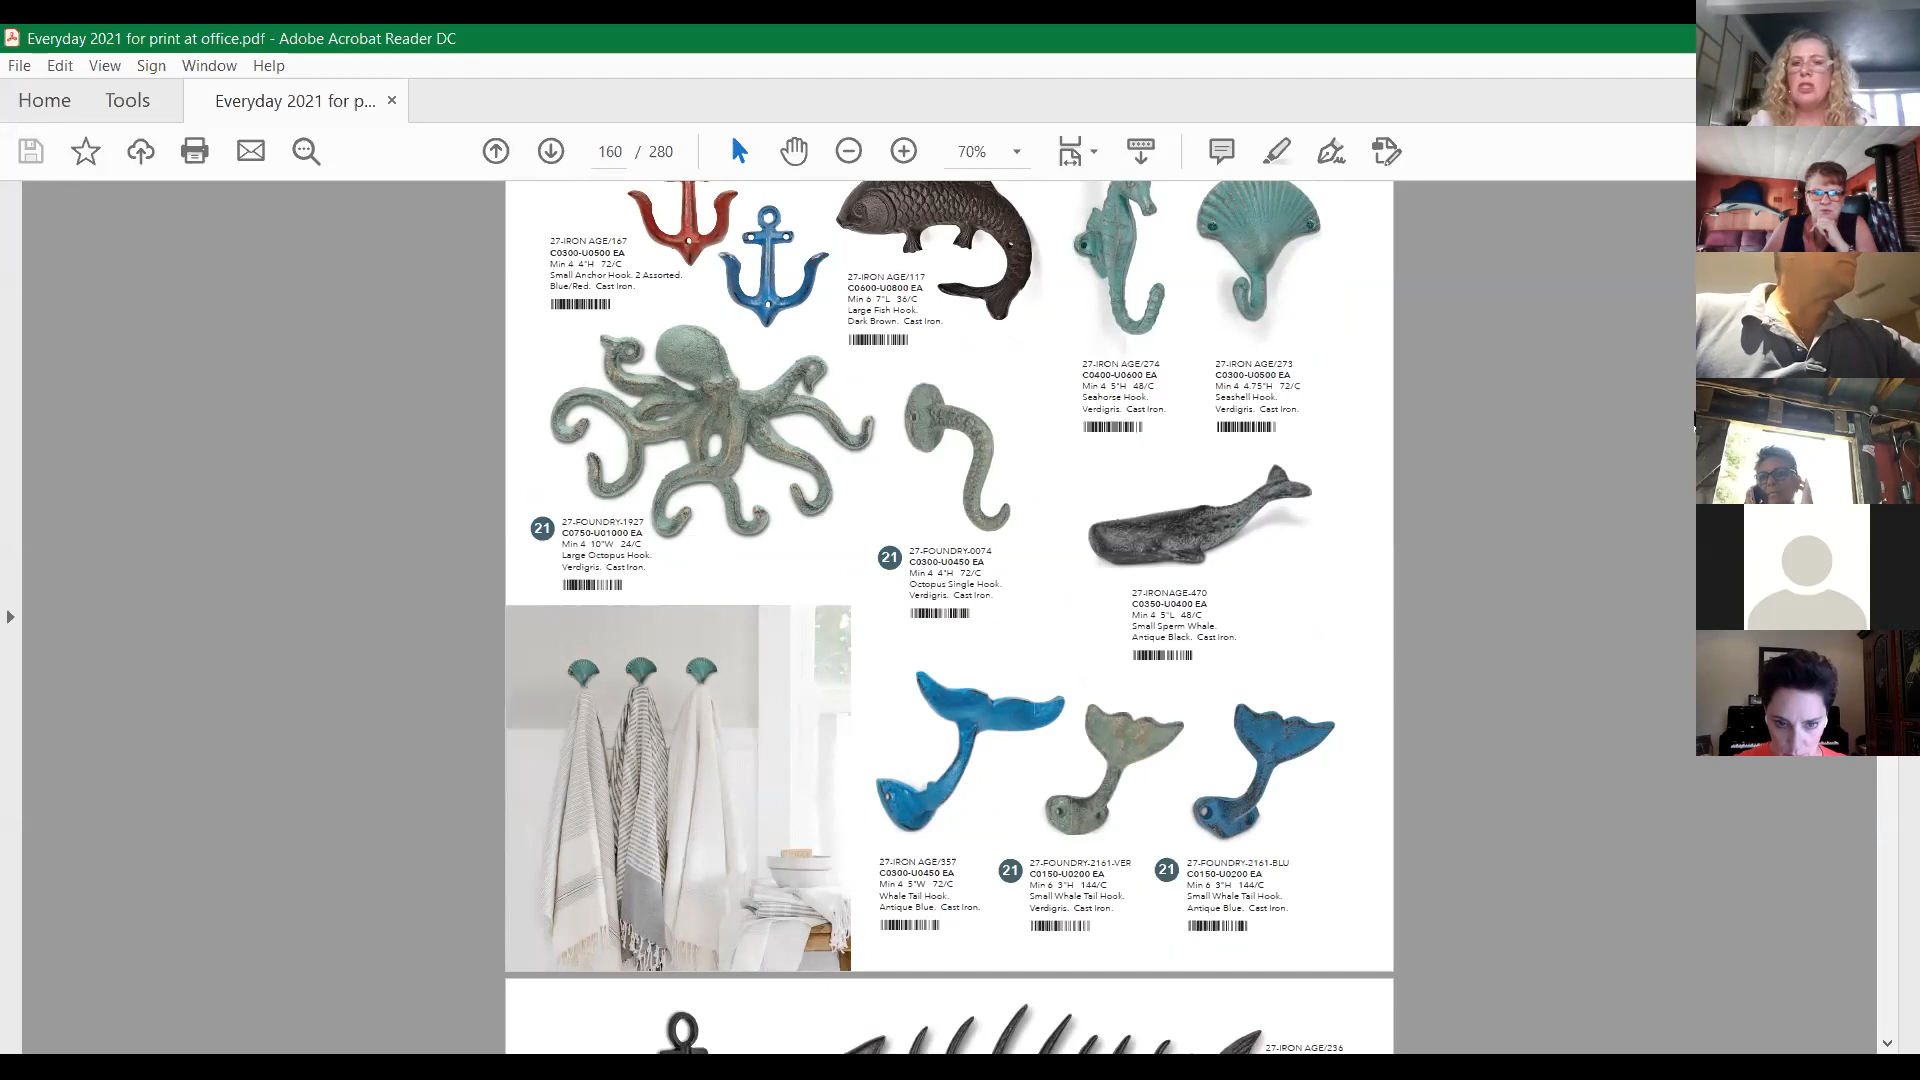 Everyday 2021 for print at office.pdf - Adobe Acrobat Reader DC
File Edit View Sign Window Help
Home Tools Everyday 2021 for p... ×
160 / 280 70%
27-IRON AGE/167
C0300-U0500 EA
Min 4 4"H 72/C
Small Anchor Hook. 2 Assorted.
Blue/Red. Cast Iron.
27-IRON AGE/117
C0600-U0800 EA
Min 6 7"L 36/C
Large Fish Hook.
Dark Brown. Cast Iron.
27-IRON AGE/274
C0400-U0600 EA
Min 4 5"H 48/C
Seahorse Hook.
Verdigris. Cast Iron.
27-IRON AGE/273
C0300-U0500 EA
Min 4 4.75"H 72/C
Seashell Hook.
Verdigris. Cast Iron.
21
27-FOUNDRY-1927
C0750-U01000 EA
Min 4 10"W 24/C
Large Octopus Hook.
Verdigris. Cast Iron.
21
27-FOUNDRY-0074
C0300-U0450 EA
Min 4 4"H 72/C
Octopus Single Hook.
Verdigris. Cast Iron.
27-IRONAGE-470
C0350-U0400 EA
Min 4 5"L 48/C
Small Sperm Whale.
Antique Black. Cast Iron.
27-IRON AGE/357
C0300-U0450 EA
Min 4 5"W 72/C
Whale Tail Hook.
Antique Blue. Cast Iron.
21
27-FOUNDRY-2161-VER
C0150-U0200 EA
Min 6 3"H 144/C
Small Whale Tail Hook.
Verdigris. Cast Iron.
21
27-FOUNDRY-2161-BLU
C0150-U0200 EA
Min 6 3"H 144/C
Small Whale Tail Hook.
Antique Blue. Cast Iron.
27-IRON AGE/236